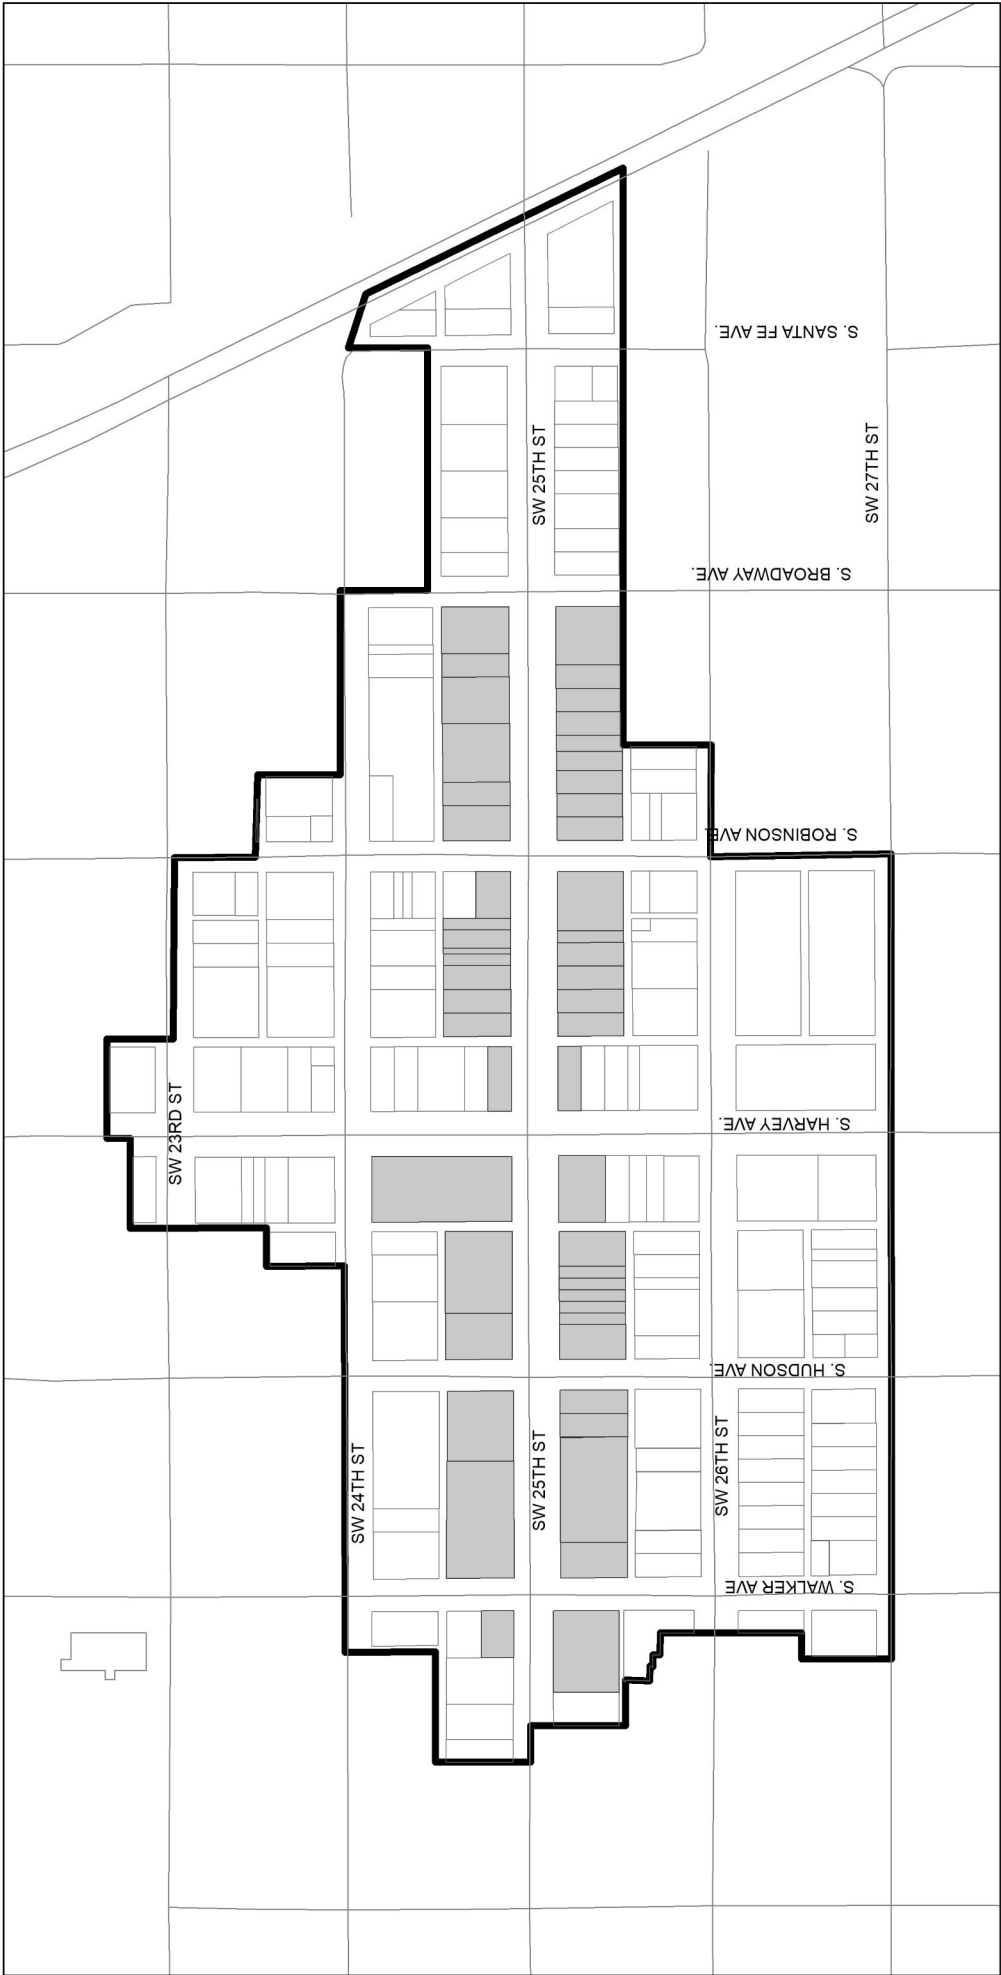 S. SANTA FE AVE.
SW 25TH ST
SW 27TH ST
S. BROADWAY AVE.
S. ROBINSON AVE.
SW 23RD ST
S. HARVEY AVE.
S. HUDSON AVE.
SW 24TH ST
SW 25TH ST
SW 26TH ST
S. WALKER AVE